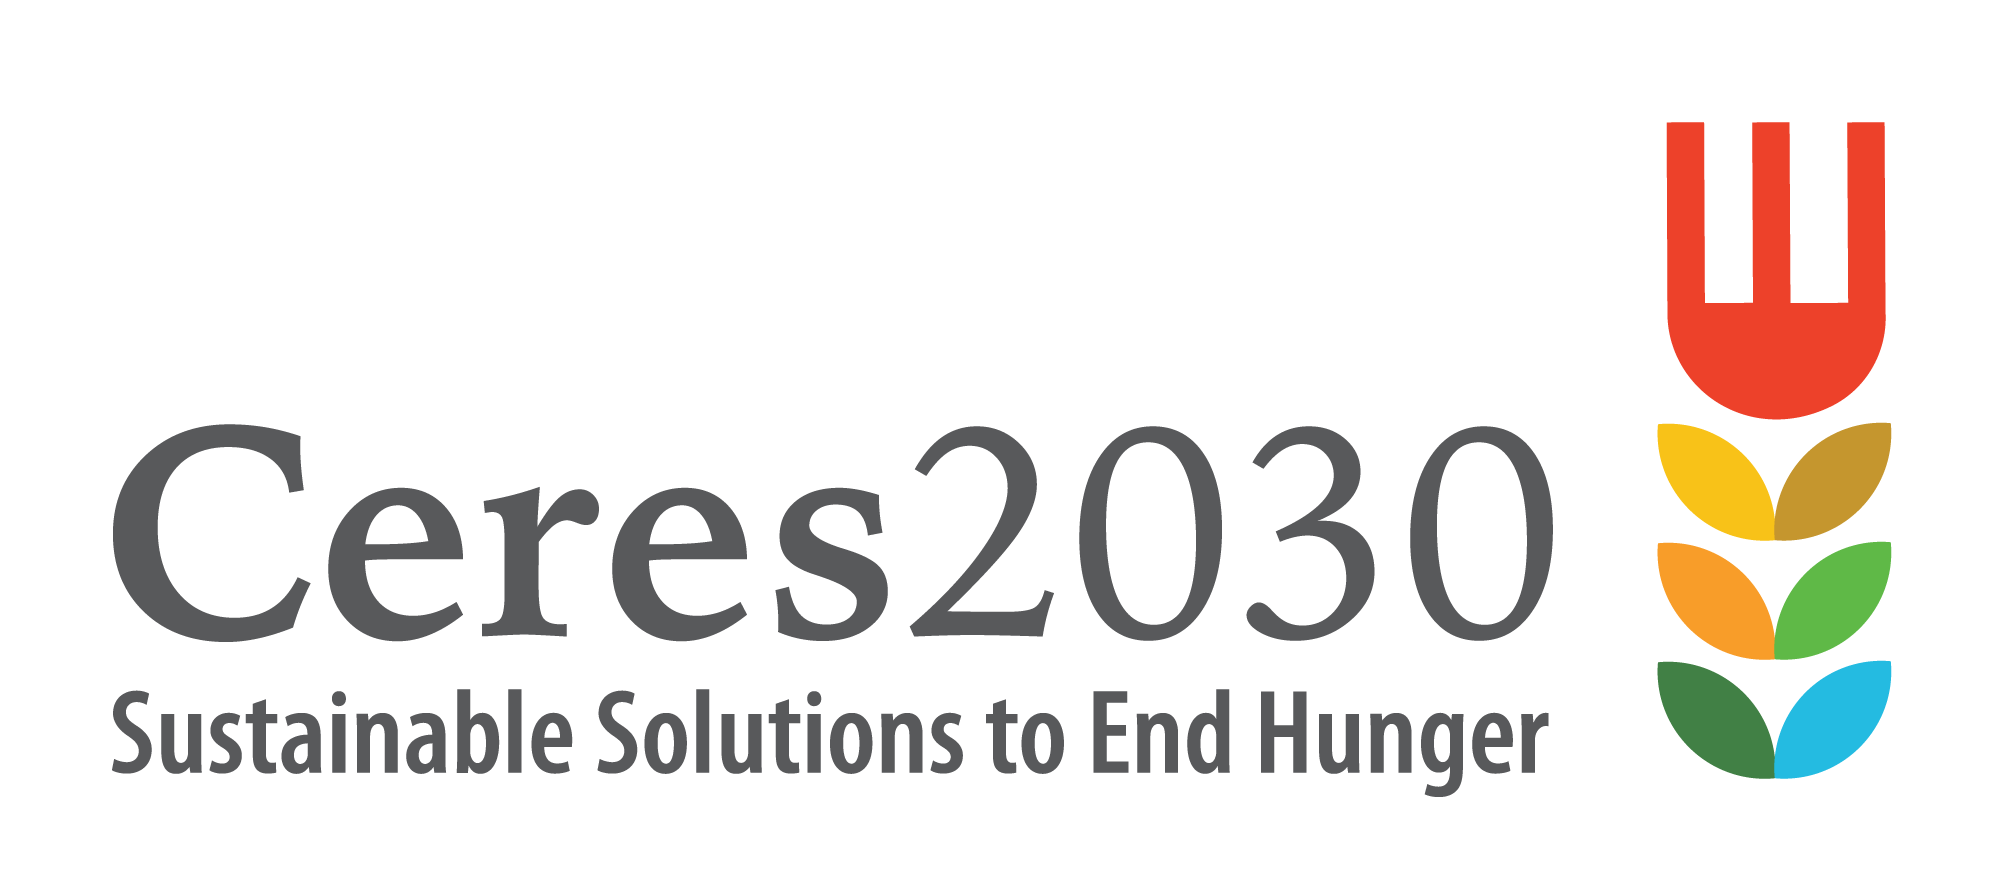 Ceres2030
Sustainable Solutions to End Hunger